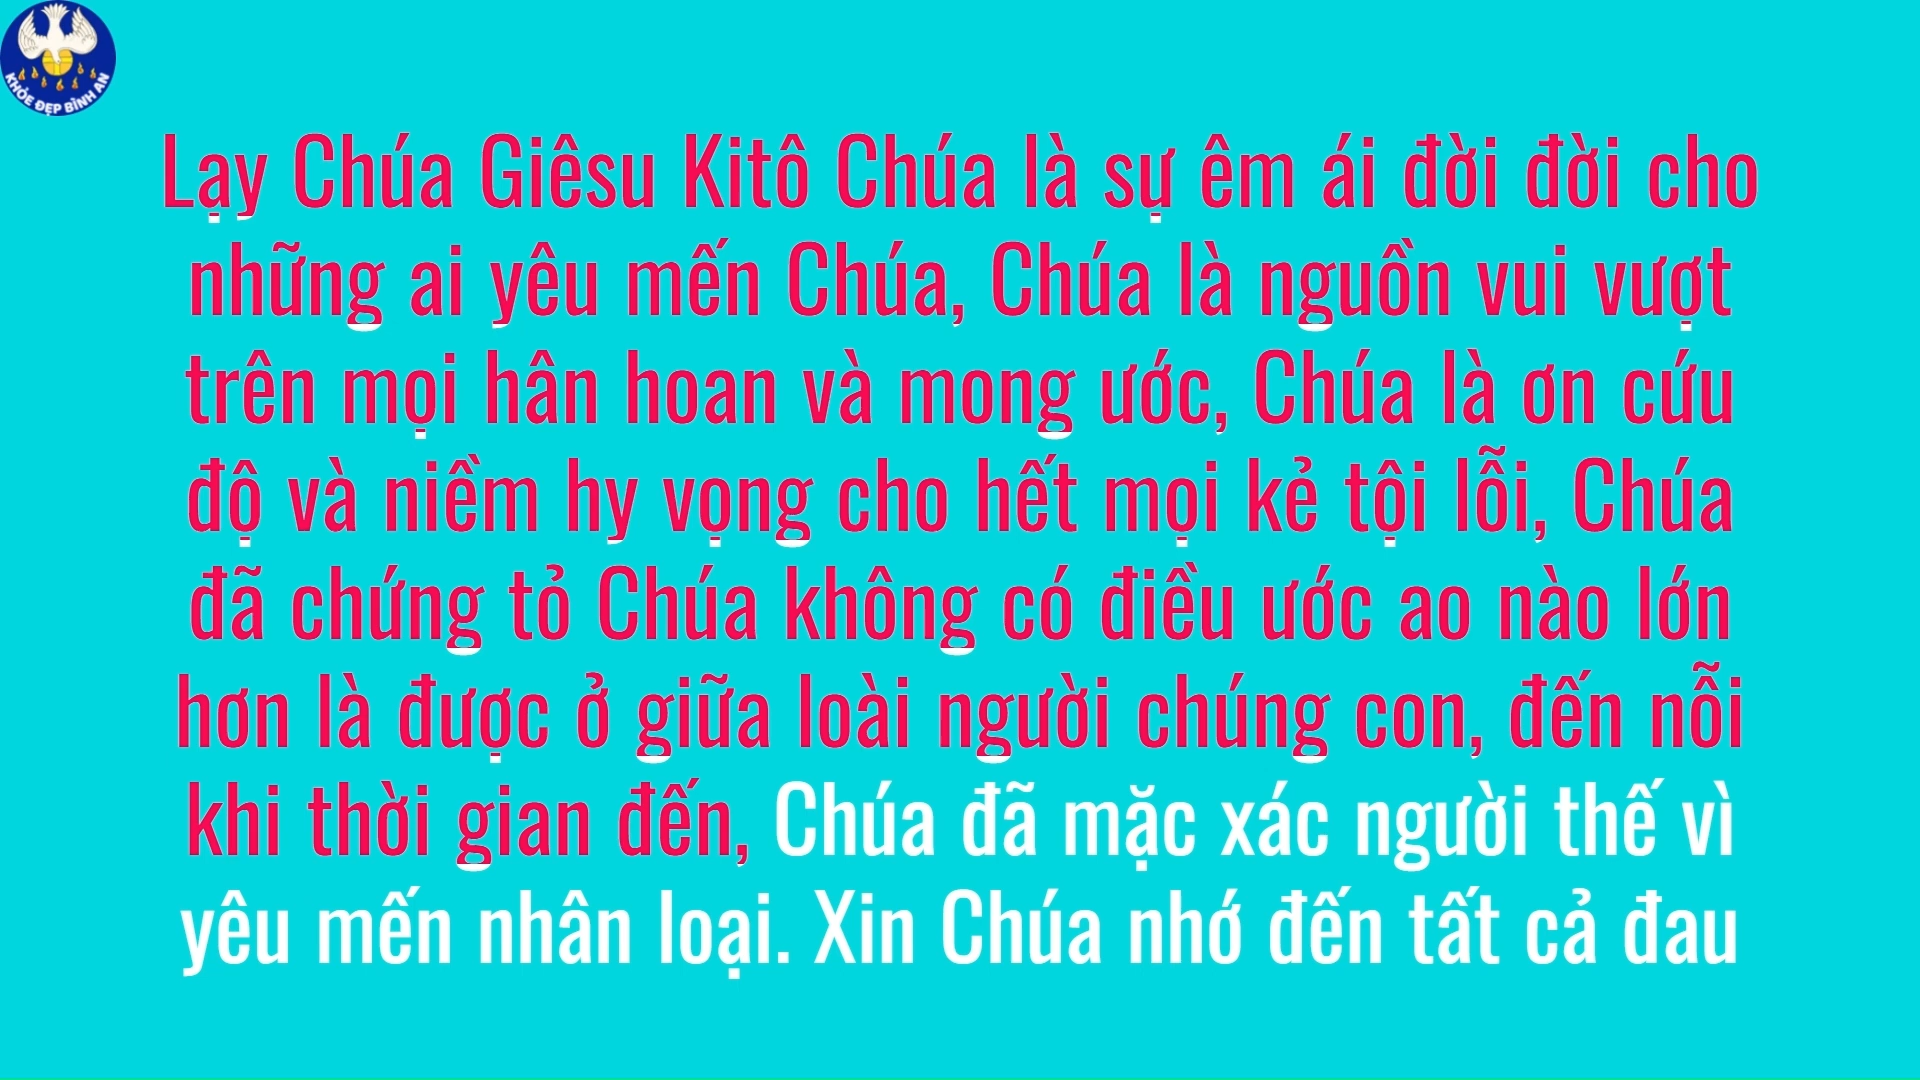 KHỎE ĐẸP BÌNH AN
Lạy Chúa Giêsu Kitô Chúa là sự êm ái đời đời cho
những ai yêu mến Chúa, Chúa là nguồn vui vượt
trên mọi hân hoan và mong ước, Chúa là ơn cứu
độ và niềm hy vọng cho hết mọi kẻ tội lỗi, Chúa
đã chứng tỏ Chúa không có điều ước ao nào lớn
hơn là được ở giữa loài người chúng con, đến nỗi
khi thời gian đến, Chúa đã mặc xác người thế vì
yêu mến nhân loại. Xin Chúa nhớ đến tất cả đau